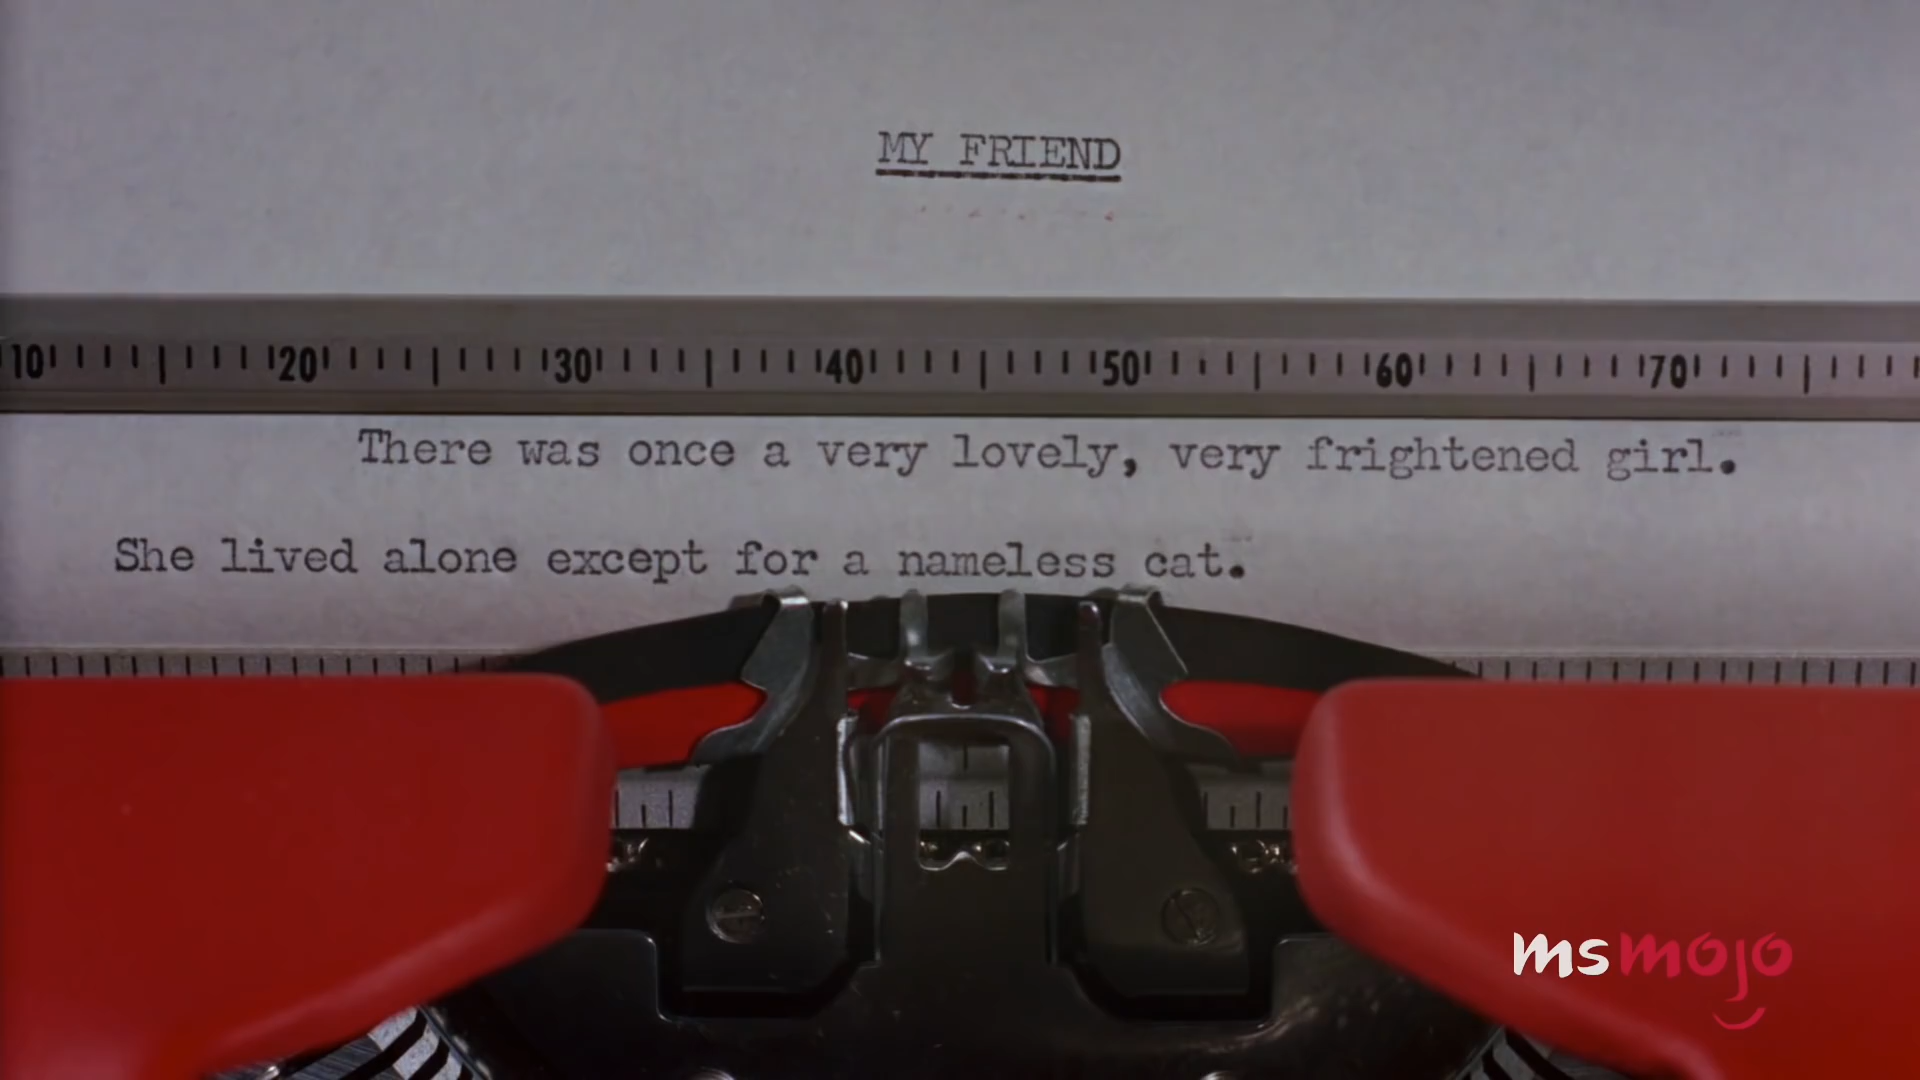 MY FRIEND
10 20 30 40 50 60 70
There was once a very lovely, very frightened girl.
She lived alone except for a nameless cat.
msmojo